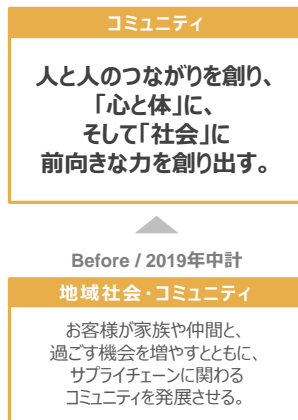 コミュニティ
人と人のつながりを創り、
「心と体」に、
そして「社会」に
前向きな力を創り出す。
Before / 2019年中計
地域社会・コミュニティ
お客様が家族や仲間と、
過ごす機会を増やすとともに、
サプライチェーンに関わる
コミュニティを発展させる。